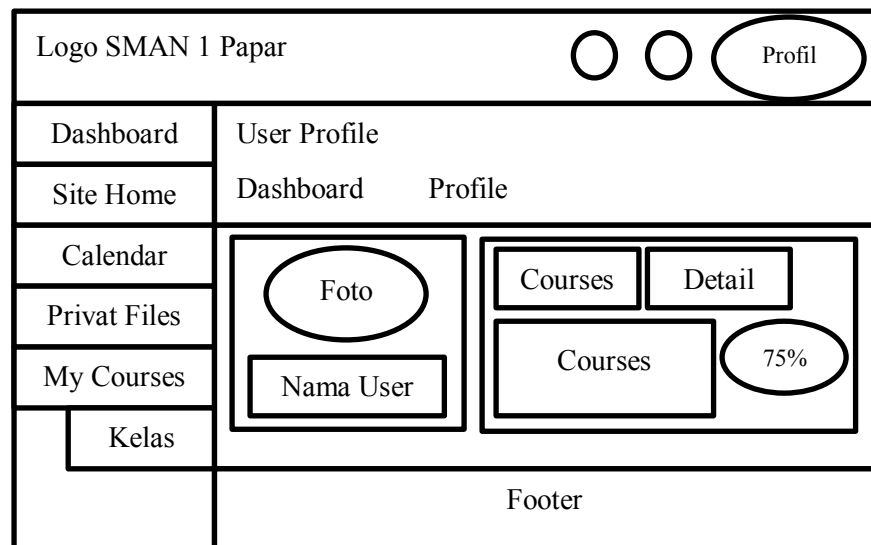 Logo SMAN 1 Papar
Profil
Dashboard
Site Home
Calendar
Privat Files
My Courses
Kelas
User Profile
Dashboard Profile
Foto
Nama User
Courses
Detail
Courses
75%
Footer